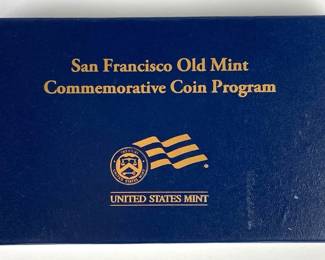 San Francisco Old Mint
Commemorative Coin Program
UNITED STATES MINT